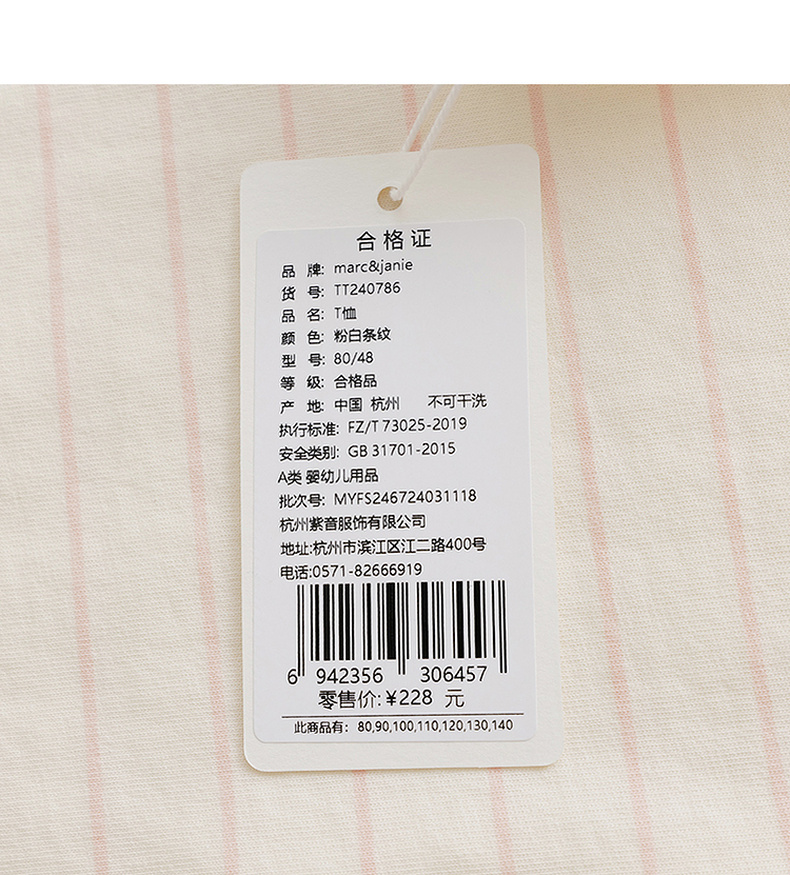 合格证
品 牌: marc&janie
货 号: TT240786
品 名: T恤
颜 色: 粉白条纹
型 号: 80/48
等 级: 合格品
产 地: 中国 杭州 不可干洗
执行标准: FZ/T 73025-2019
安全类别: GB 31701-2015
A类 婴幼儿用品
批次号: MYFS246724031118
杭州紫音服饰有限公司
地址:杭州市滨江区江二路400号
电话:0571-82666919
6 942356 306457
零售价:¥228 元
此商品有: 80,90,100,110,120,130,140